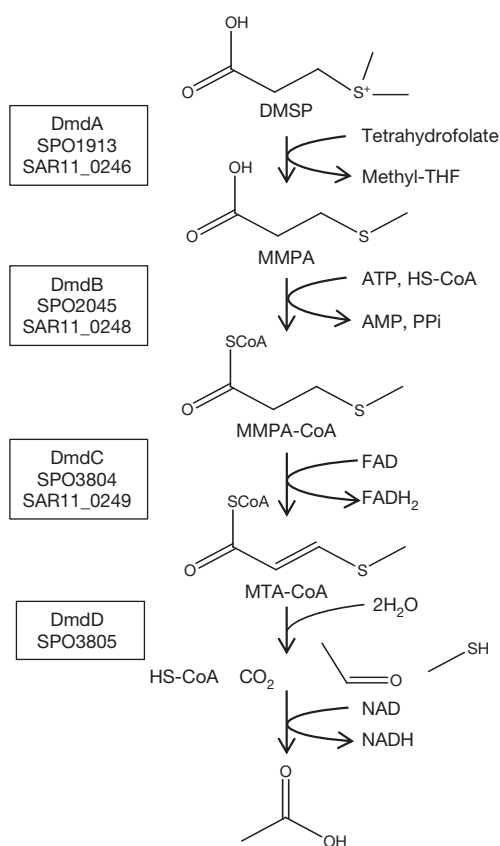 OH
O
S+
DMSP
DmdA
SPO1913
SAR11_0246
Tetrahydrofolate
Methyl-THF
OH
O
S
MMPA
DmdB
SPO2045
SAR11_0248
ATP, HS-CoA
AMP, PPi
SCoA
O
S
MMPA-CoA
DmdC
SPO3804
SAR11_0249
FAD
FADH2
SCoA
O
S
MTA-CoA
DmdD
SPO3805
2H2O
HS-CoA CO2 O SH
NAD
NADH
O
OH